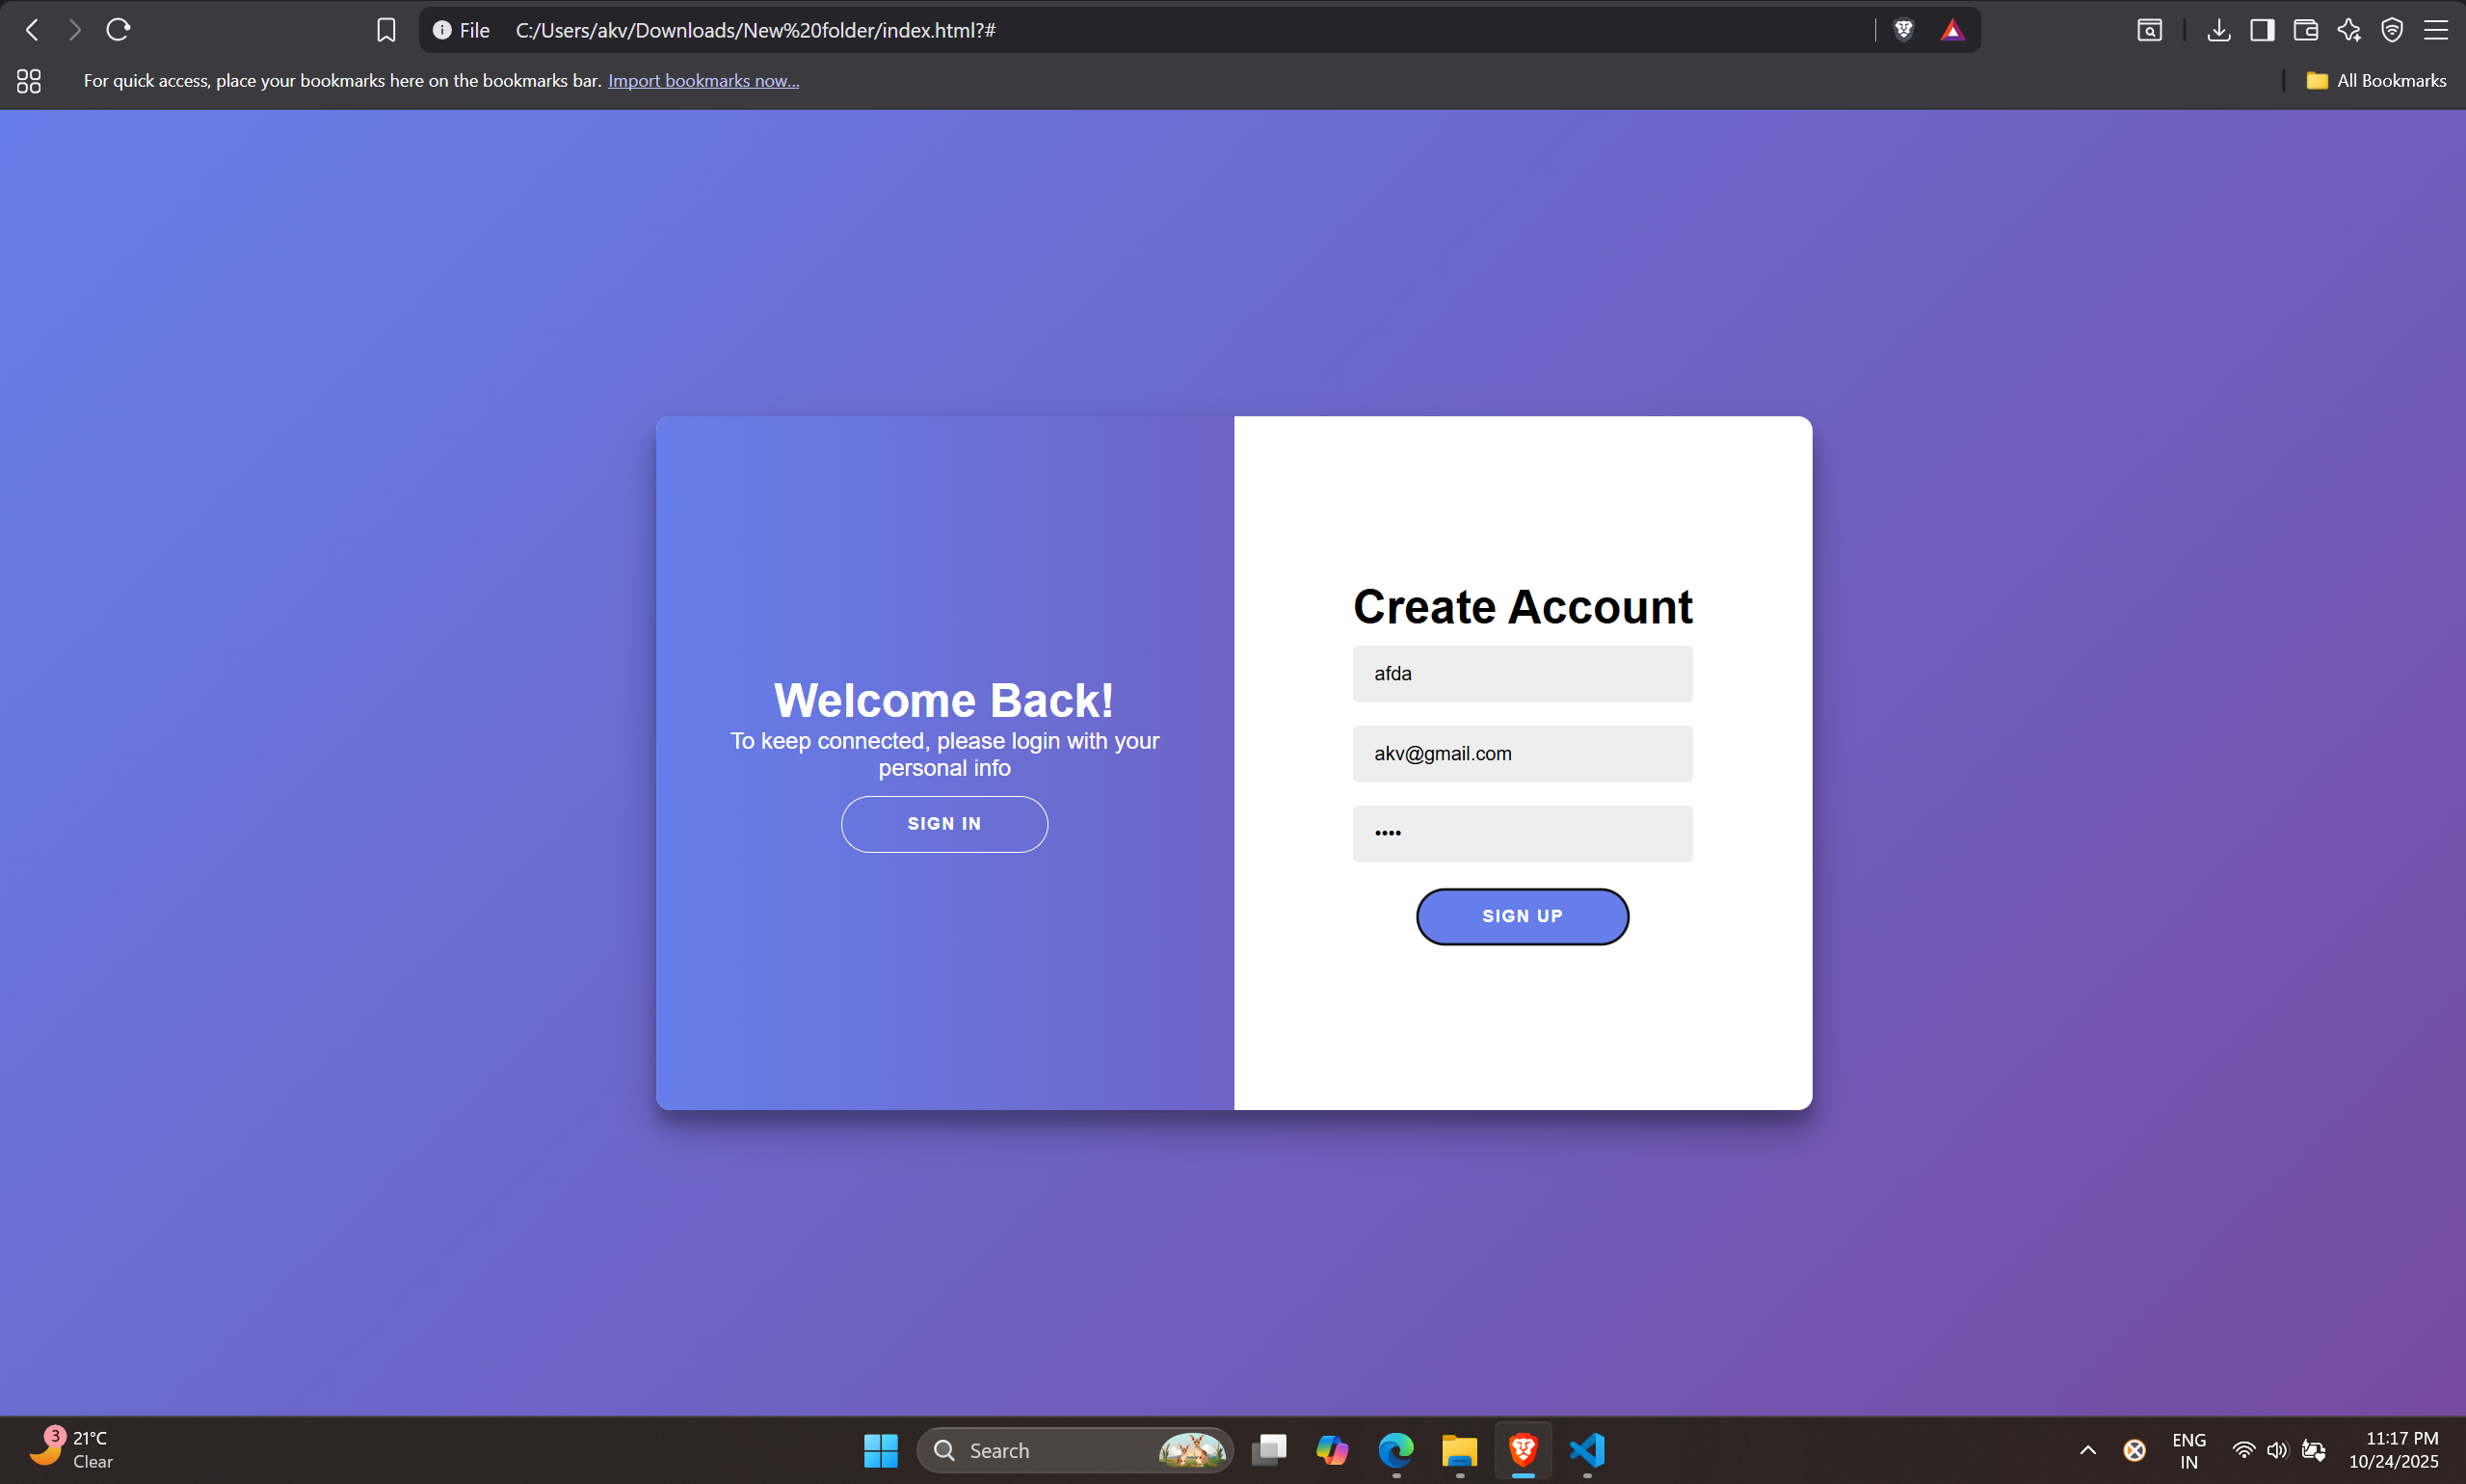 File C:/Users/akv/Downloads/New%20folder/index.html?#
For quick access, place your bookmarks here on the bookmarks bar. Import bookmarks now...
All Bookmarks
Welcome Back!
To keep connected, please login with your
personal info
SIGN IN
Create Account
afda
akv@gmail.com
••••
SIGN UP
3
21°C
Clear
Search
ENG
IN
11:17 PM
10/24/2025